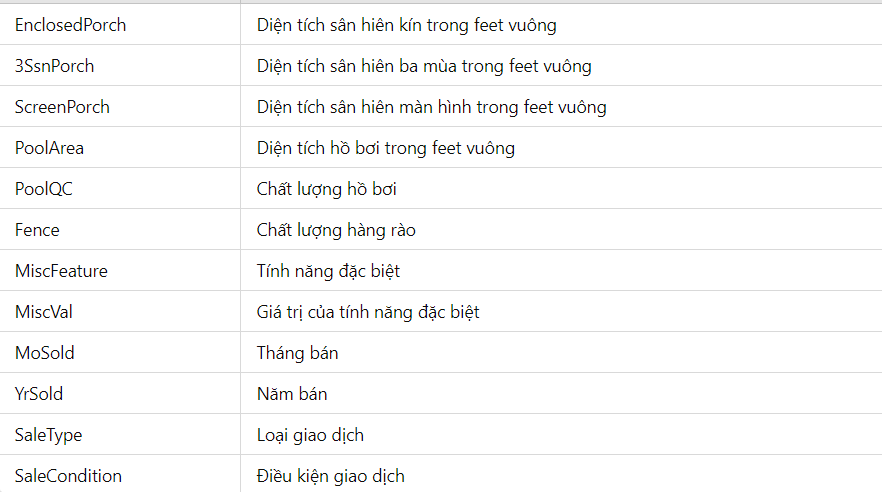 EnclosedPorch Diện tích sân hiên kín trong feet vuông
3SsnPorch Diện tích sân hiên ba mùa trong feet vuông
ScreenPorch Diện tích sân hiên màn hình trong feet vuông
PoolArea Diện tích hồ bơi trong feet vuông
PoolQC Chất lượng hồ bơi
Fence Chất lượng hàng rào
MiscFeature Tính năng đặc biệt
MiscVal Giá trị của tính năng đặc biệt
MoSold Tháng bán
YrSold Năm bán
SaleType Loại giao dịch
SaleCondition Điều kiện giao dịch